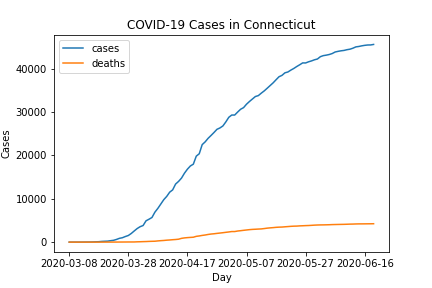 COVID-19 Cases in Connecticut
cases
deaths
40000
30000
20000
10000
0
Cases
2020-03-08 2020-03-28 2020-04-17 2020-05-07 2020-05-27 2020-06-16
Day